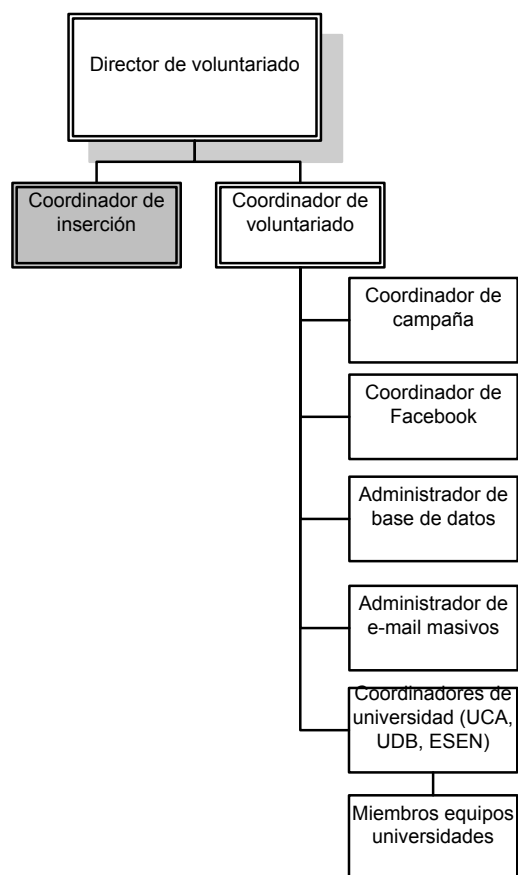 Director de voluntariado
Coordinador de
inserción
Coordinador de
voluntariado
Coordinador de
campaña
Coordinador de
Facebook
Administrador de
base de datos
Administrador de
e-mail masivos
Coordinadores de
universidad (UCA,
UDB, ESEN)
Miembros equipos
universidades